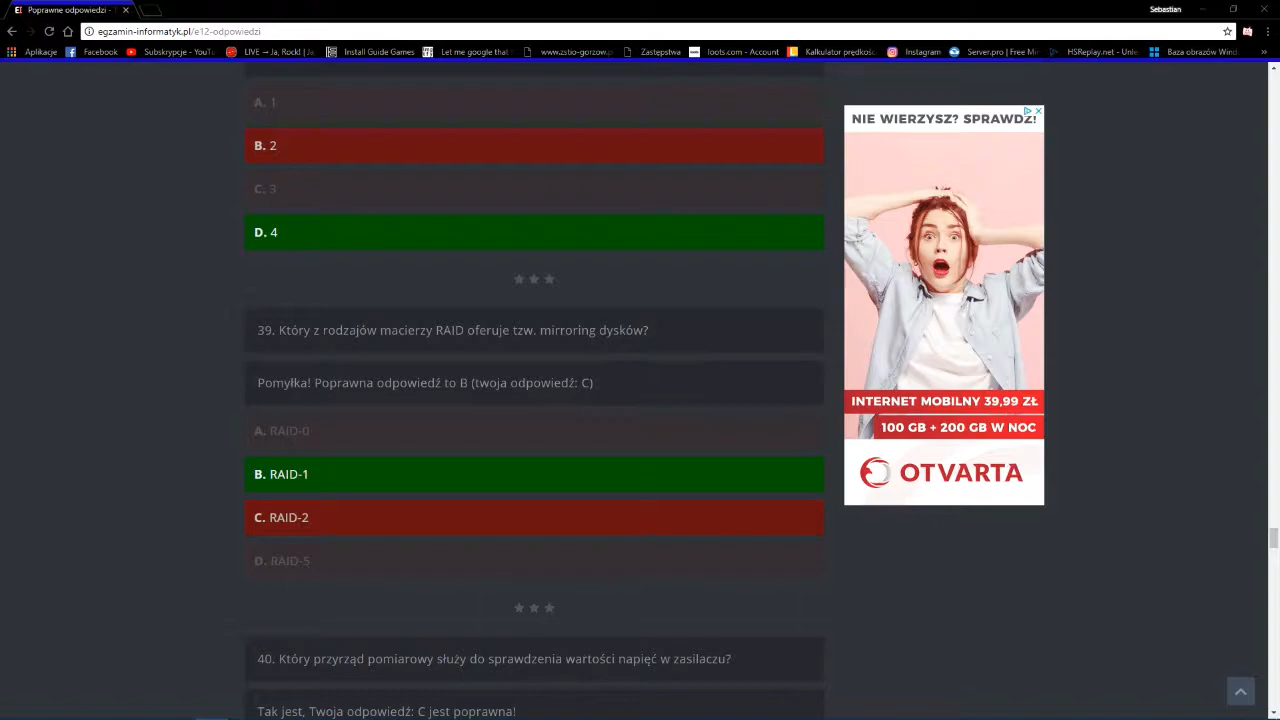 Poprawne odpowiedzi -
Sebastian
egzamin-informatyk.pl/e12-odpowiedzi
Aplikacje
Facebook
Subskrypcje - YouTu
LIVE → Ja, Rock! | Ja
Install Guide Games
Let me google that
www.zstio-gorzow.p
Zastępstwa
loots.com - Account
Kalkulator prędkośc
Instagram
Server.pro | Free Mi
HSReplay.net - Unle
Baza obrazów Wind
A. 1
B. 2
C. 3
D. 4
39. Który z rodzajów macierzy RAID oferuje tzw. mirroring dysków?
Pomyłka! Poprawna odpowiedź to B (twoja odpowiedź: C)
A. RAID-0
B. RAID-1
C. RAID-2
D. RAID-5
40. Który przyrząd pomiarowy służy do sprawdzenia wartości napięć w zasilaczu?
Tak jest, Twoja odpowiedź: C jest poprawna!
NIE WIERZYSZ? SPRAWDŹ!
INTERNET MOBILNY 39,99 ZŁ
100 GB + 200 GB W NOC
OTVARTA